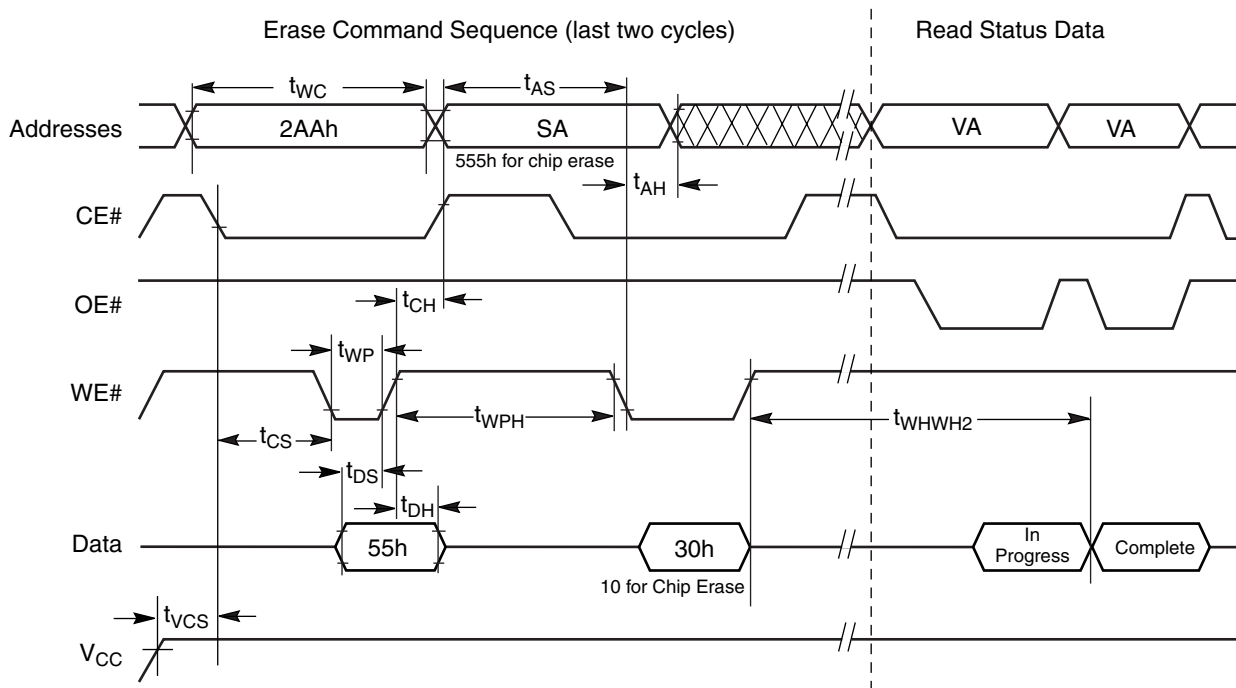 Erase Command Sequence (last two cycles)
Read Status Data
tWC
tAS
Addresses
2AAh
SA
VA
VA
555h for chip erase
tAH
CE#
OE#
tCH
tWP
WE#
tWPH
tWHWH2
tCS
tDS
tDH
Data
55h
30h
In
Progress
Complete
10 for Chip Erase
tVCS
VCC